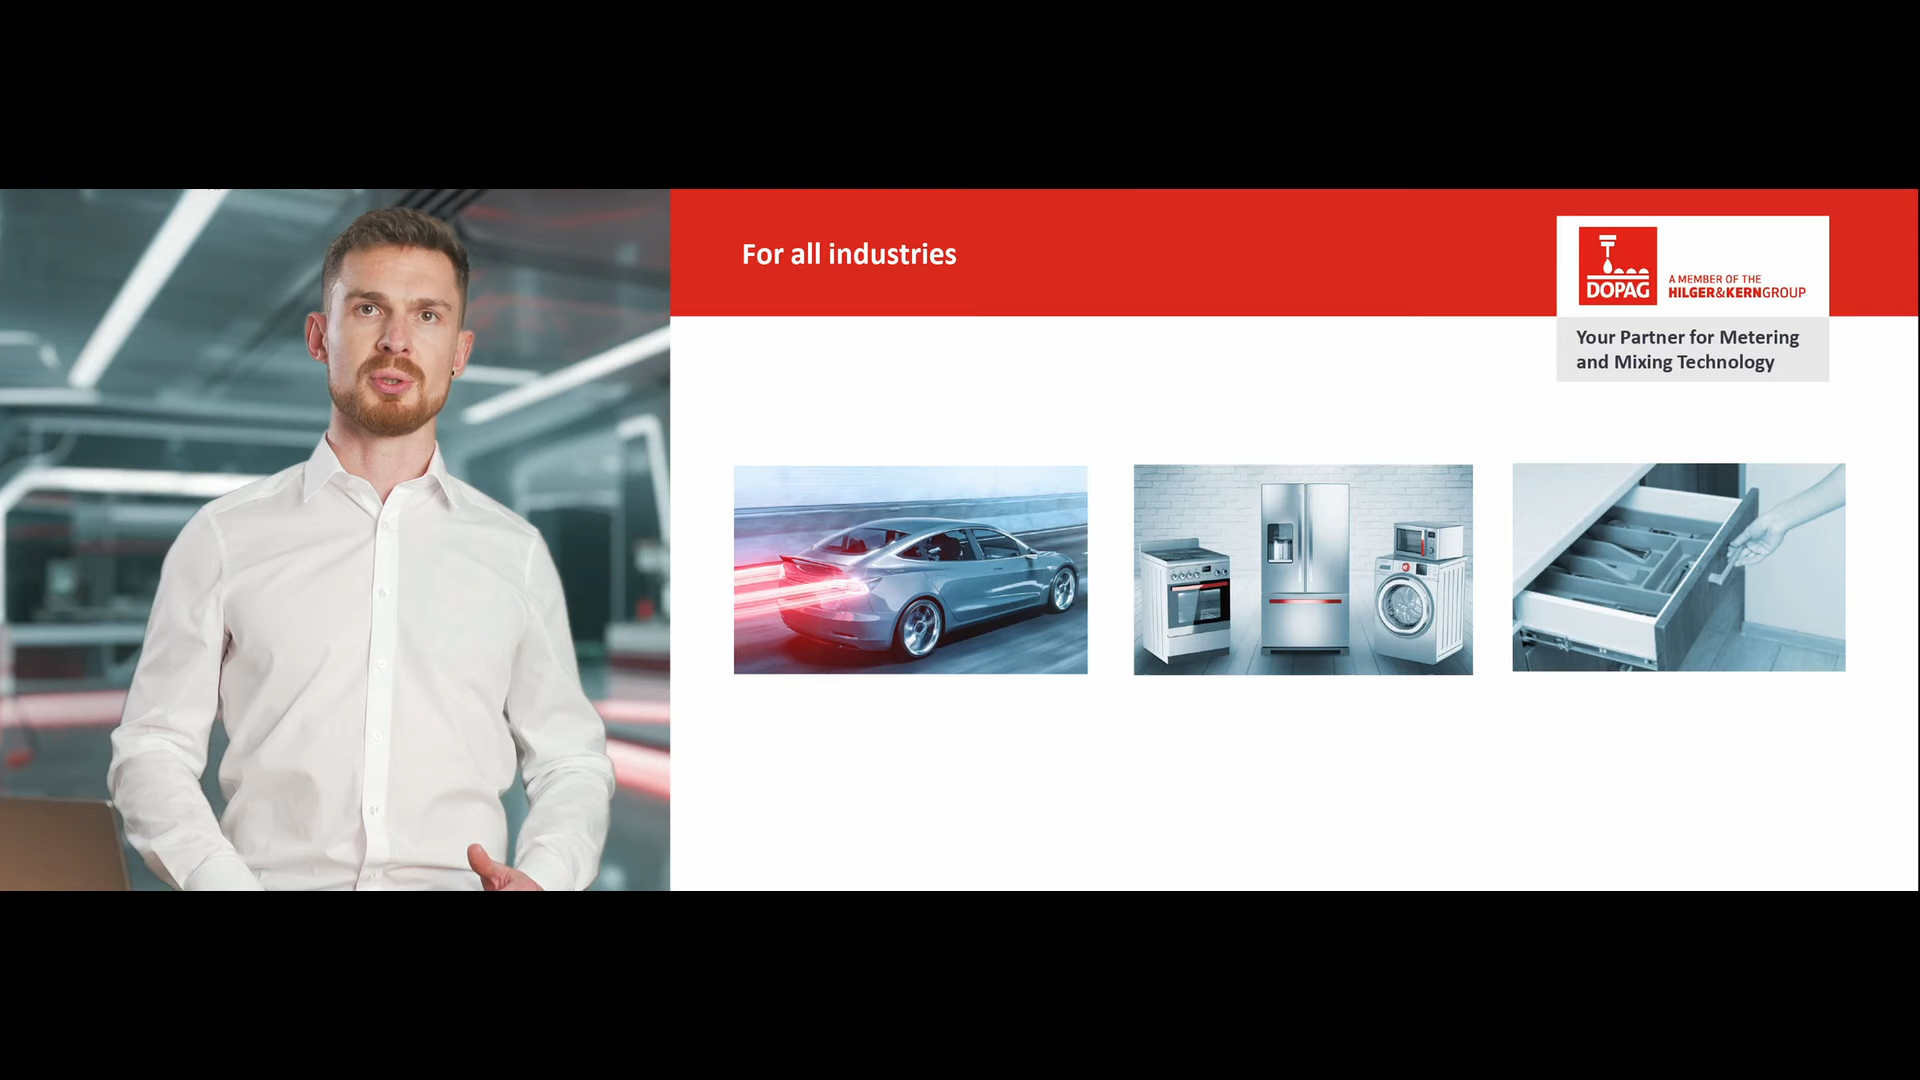 For all industries
DOPAG
A MEMBER OF THE
HILGER&KERNGROUP
Your Partner for Metering
and Mixing Technology